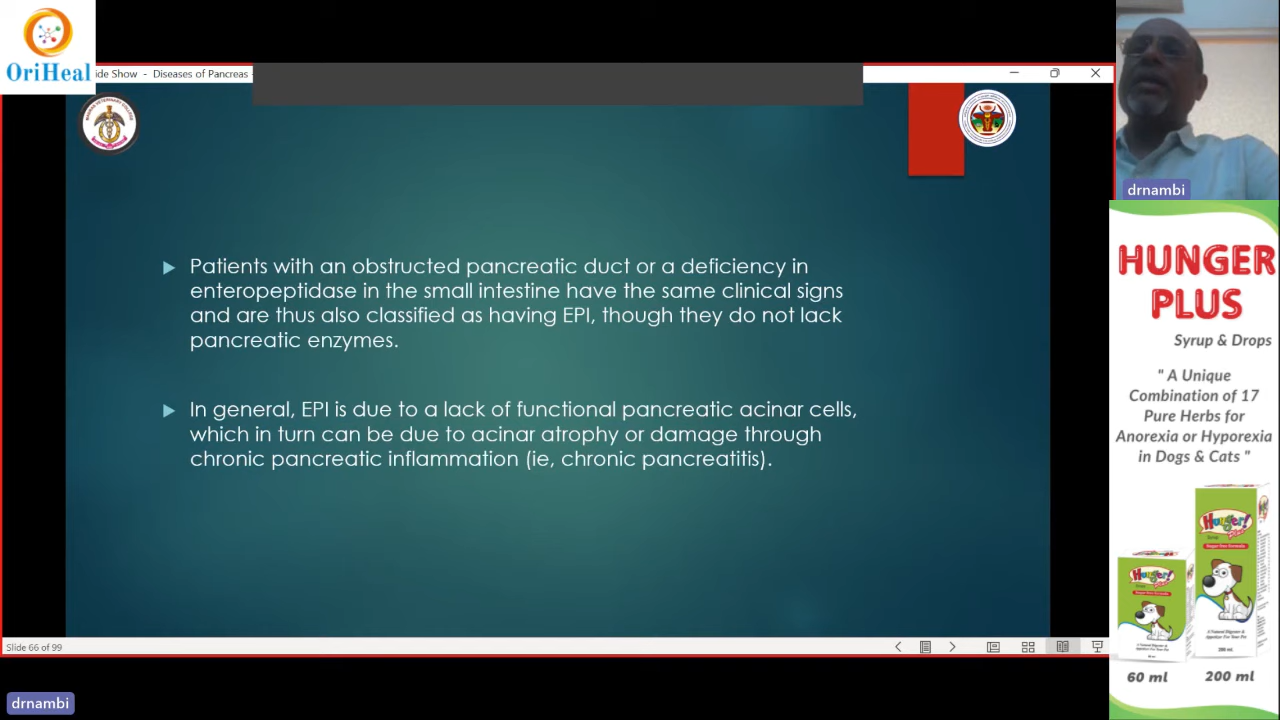 OriHeal
ide Show - Diseases of Pancreas -
drnambi
Patients with an obstructed pancreatic duct or a deficiency in
enteropeptidase in the small intestine have the same clinical signs
and are thus also classified as having EPI, though they do not lack
pancreatic enzymes.
In general, EPI is due to a lack of functional pancreatic acinar cells,
which in turn can be due to acinar atrophy or damage through
chronic pancreatic inflammation (ie, chronic pancreatitis).
Slide 66 of 99
drnambi
HUNGER
PLUS
Syrup & Drops
" A Unique
Combination of 17
Pure Herbs for
Anorexia or Hyporexia
in Dogs & Cats "
Hunger!
Hunger!
60 ml
200 ml